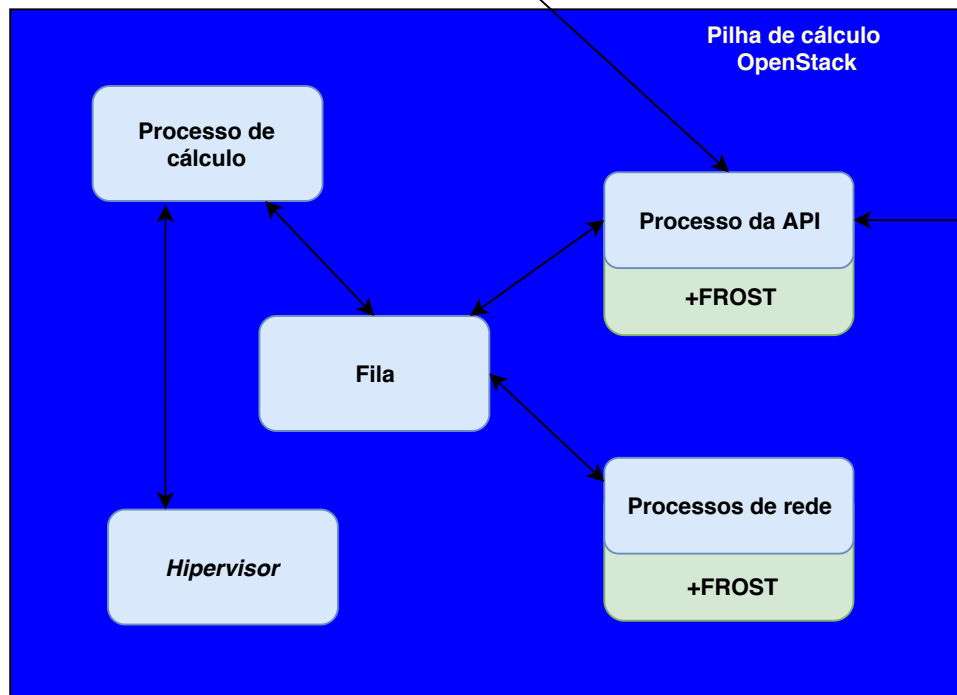 Pilha de cálculo
OpenStack
Processo de
cálculo
Processo da API
+FROST
Fila
Processos de rede
+FROST
Hipervisor